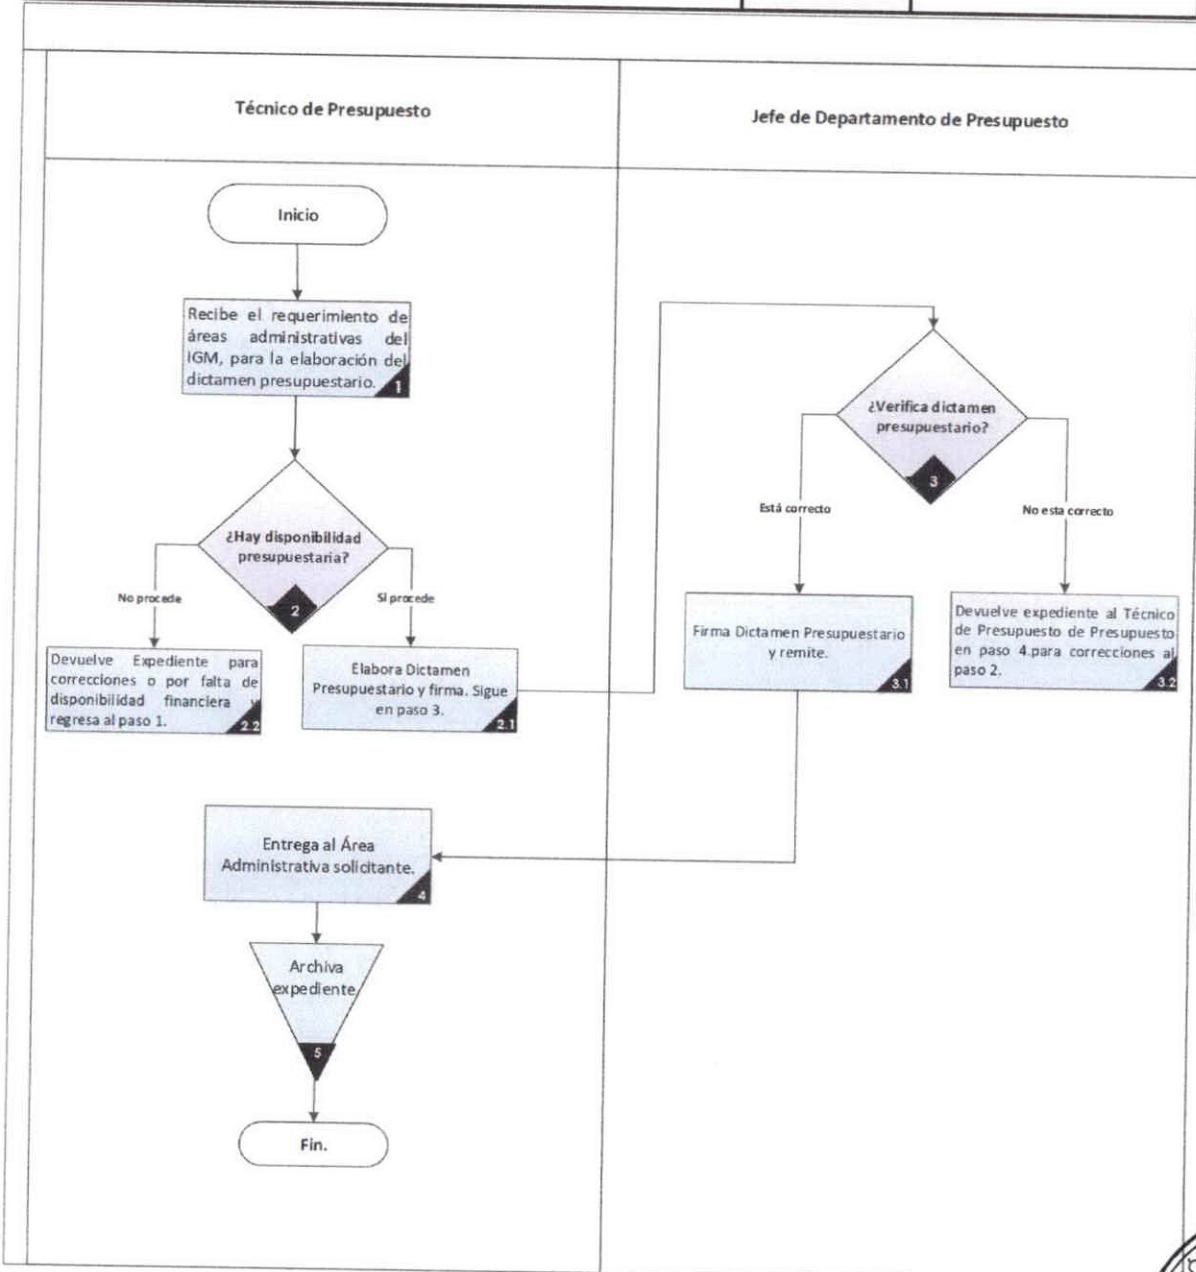 Técnico de Presupuesto
Jefe de Departamento de Presupuesto
Inicio
Recibe el requerimiento de
áreas administrativas del
IGM, para la elaboración del
dictamen presupuestario.
1
¿Hay disponibilidad
presupuestaria?
2
No procede
Si procede
Devuelve Expediente para
correcciones o por falta de
disponibilidad financiera y
regresa al paso 1.
2.2
Elabora Dictamen
Presupuestario y firma. Sigue
en paso 3.
2.1
¿Verifica dictamen
presupuestario?
3
Está correcto
No esta correcto
Firma Dictamen Presupuestario
y remite.
3.1
Devuelve expediente al Técnico
de Presupuesto de Presupuesto
en paso 4.para correcciones al
paso 2.
3.2
Entrega al Área
Administrativa solicitante.
4
Archiva
expediente
5
Fin.